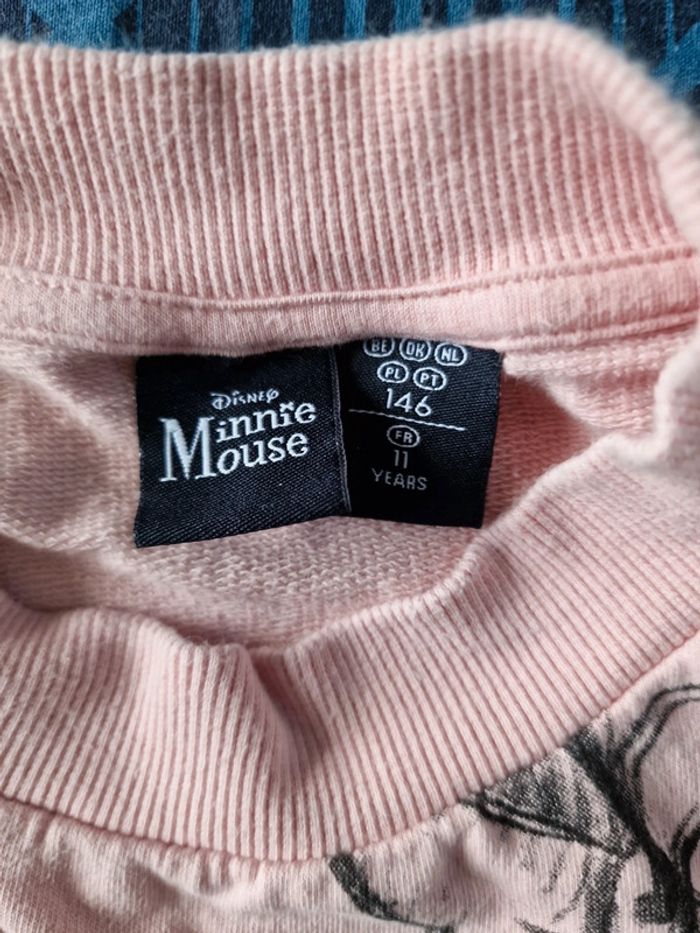 Disney
Minnie
Mouse
BE DK NL
PL PT
146
FR
11
YEARS